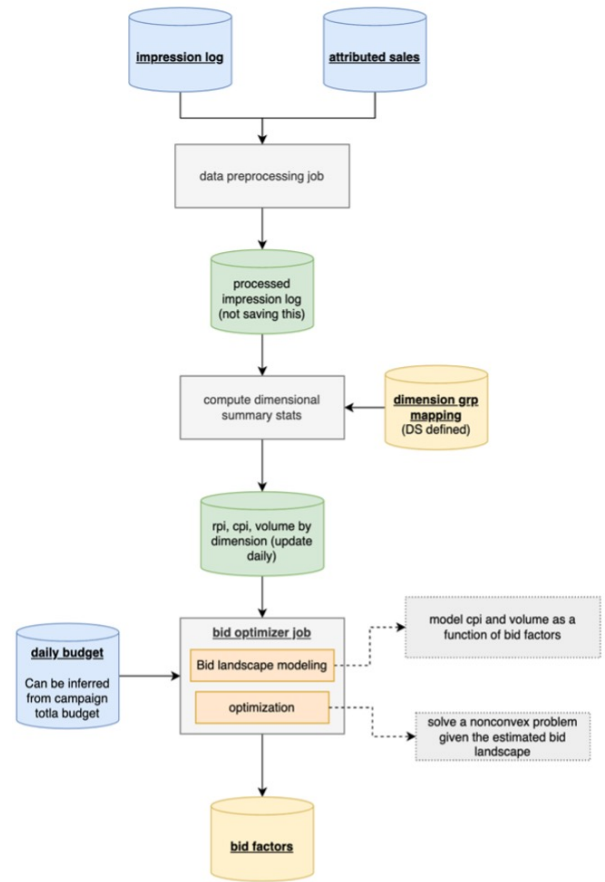 impression log
attributed sales
data preprocessing job
processed
impression log
(not saving this)
compute dimensional
summary stats
dimension grp
mapping
(DS defined)
rpi, cpi, volume by
dimension (update
daily)
bid optimizer job
Bid landscape modeling
optimization
model cpi and volume as a
function of bid factors
daily budget
Can be inferred
from campaign
totla budget
solve a nonconvex problem
given the estimated bid
landscape
bid factors